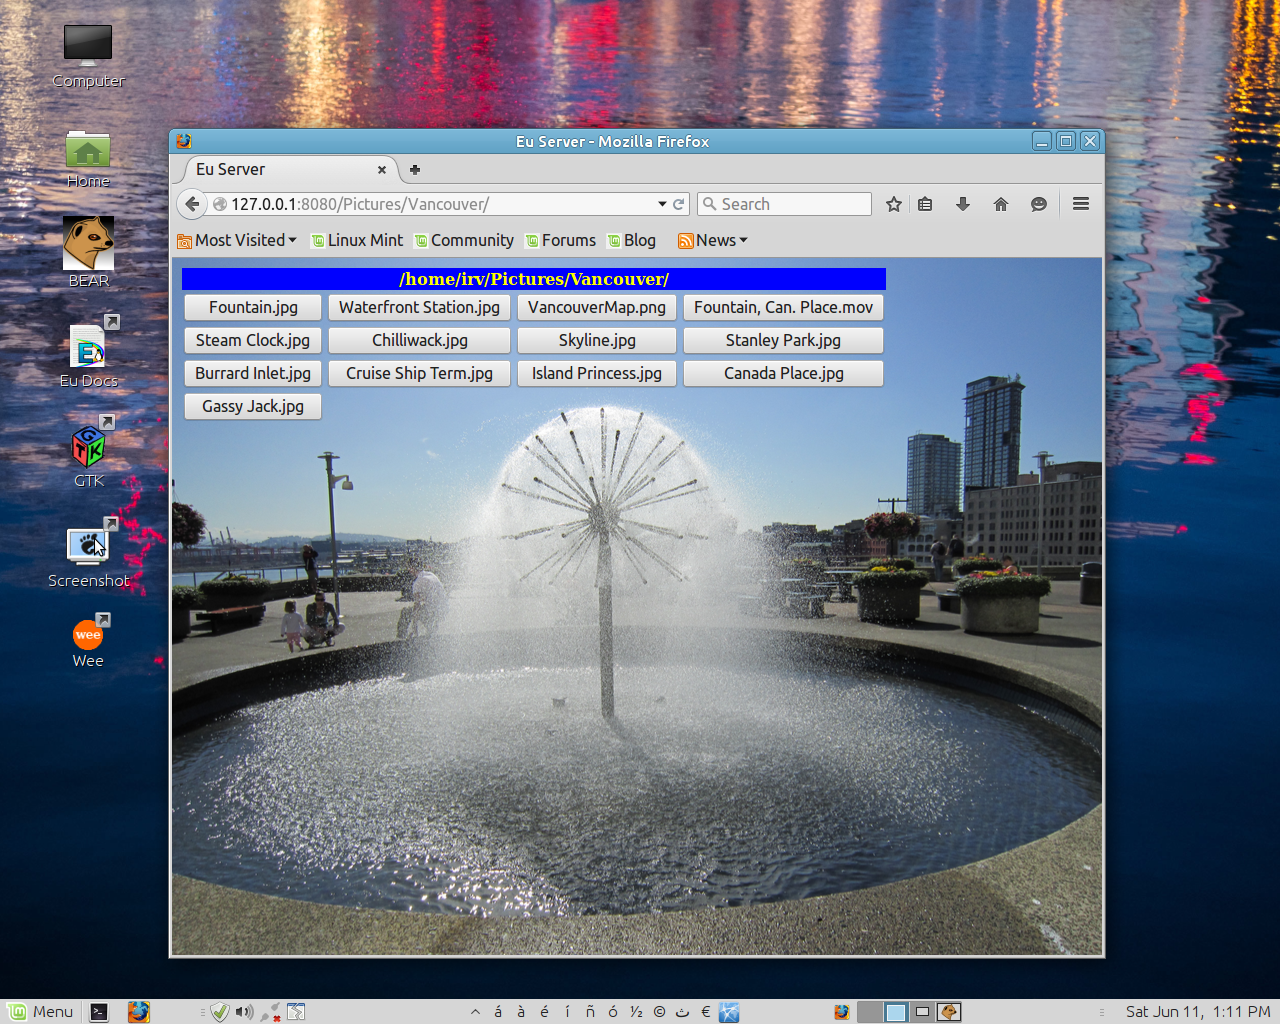 Computer
Home
BEAR
Eu Docs
GTK
Screenshot
wee
Wee
Eu Server - Mozilla Firefox
Eu Server
127.0.0.1:8080/Pictures/Vancouver/
Search
Most Visited Linux Mint Community Forums Blog News
/home/irv/Pictures/Vancouver/
Fountain.jpg Waterfront Station.jpg VancouverMap.png Fountain, Can. Place.mov
Steam Clock.jpg Chilliwack.jpg Skyline.jpg Stanley Park.jpg
Burrard Inlet.jpg Cruise Ship Term.jpg Island Princess.jpg Canada Place.jpg
Gassy Jack.jpg
Menu á à é í ñ ó ½ © ت € Sat Jun 11, 1:11 PM